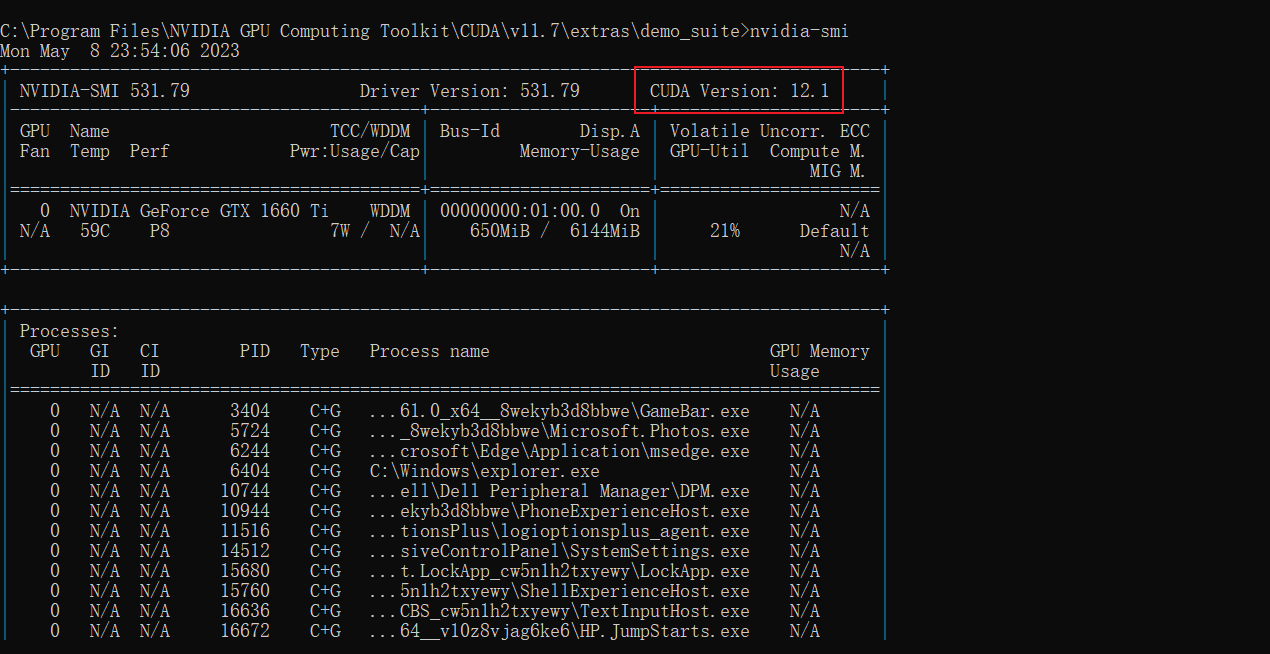 C:\Program Files\NVIDIA GPU Computing Toolkit\CUDA\v11.7\extras\demo_suite>nvidia-smi
Mon May  8 23:54:06 2023
NVIDIA-SMI 531.79 Driver Version: 531.79 CUDA Version: 12.1
GPU Name TCC/WDDM Bus-Id Disp.A Volatile Uncorr. ECC
Fan Temp Perf Pwr:Usage/Cap Memory-Usage GPU-Util Compute M.
MIG M.
0 NVIDIA GeForce GTX 1660 Ti WDDM 00000000:01:00.0 On N/A
N/A 59C P8 7W / N/A 650MiB / 6144MiB 21% Default
N/A
Processes:
GPU GI CI PID Type Process name GPU Memory
ID ID Usage
0 N/A N/A 3404 C+G ...61.0_x64__8wekyb3d8bbwe\GameBar.exe N/A
0 N/A N/A 5724 C+G ..._8wekyb3d8bbwe\Microsoft.Photos.exe N/A
0 N/A N/A 6244 C+G ...crosoft\Edge\Application\msedge.exe N/A
0 N/A N/A 6404 C+G C:\Windows\explorer.exe N/A
0 N/A N/A 10744 C+G ...ell\Dell Peripheral Manager\DPM.exe N/A
0 N/A N/A 10944 C+G ...ekyb3d8bbwe\PhoneExperienceHost.exe N/A
0 N/A N/A 11516 C+G ...tionsPlus\logioptionsplus_agent.exe N/A
0 N/A N/A 14512 C+G ...siveControlPanel\SystemSettings.exe N/A
0 N/A N/A 15680 C+G ...t.LockApp_cw5n1h2txyewy\LockApp.exe N/A
0 N/A N/A 15760 C+G ...5n1h2txyewy\ShellExperienceHost.exe N/A
0 N/A N/A 16636 C+G ...CBS_cw5n1h2txyewy\TextInputHost.exe N/A
0 N/A N/A 16672 C+G ...64__v10z8vjag6ke6\HP.JumpStarts.exe N/A